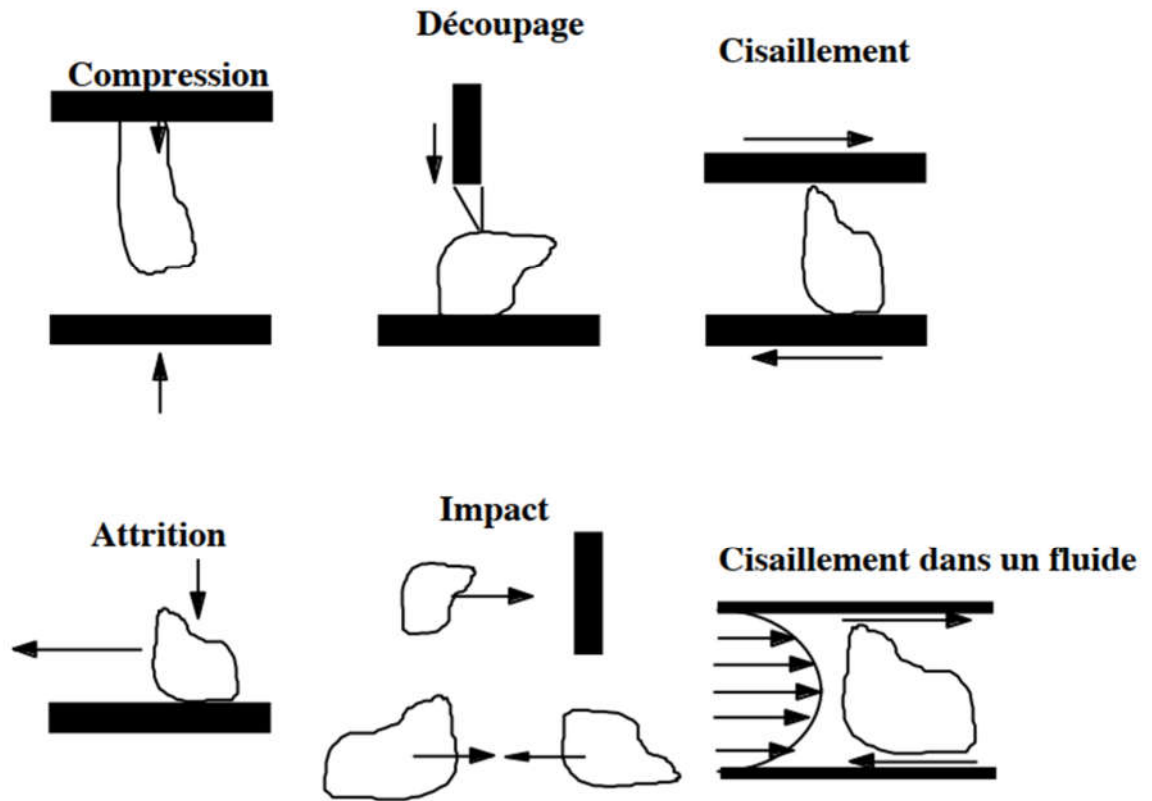 Découpage
Cisaillement
Compression
Impact
Attrition
Cisaillement dans un fluide